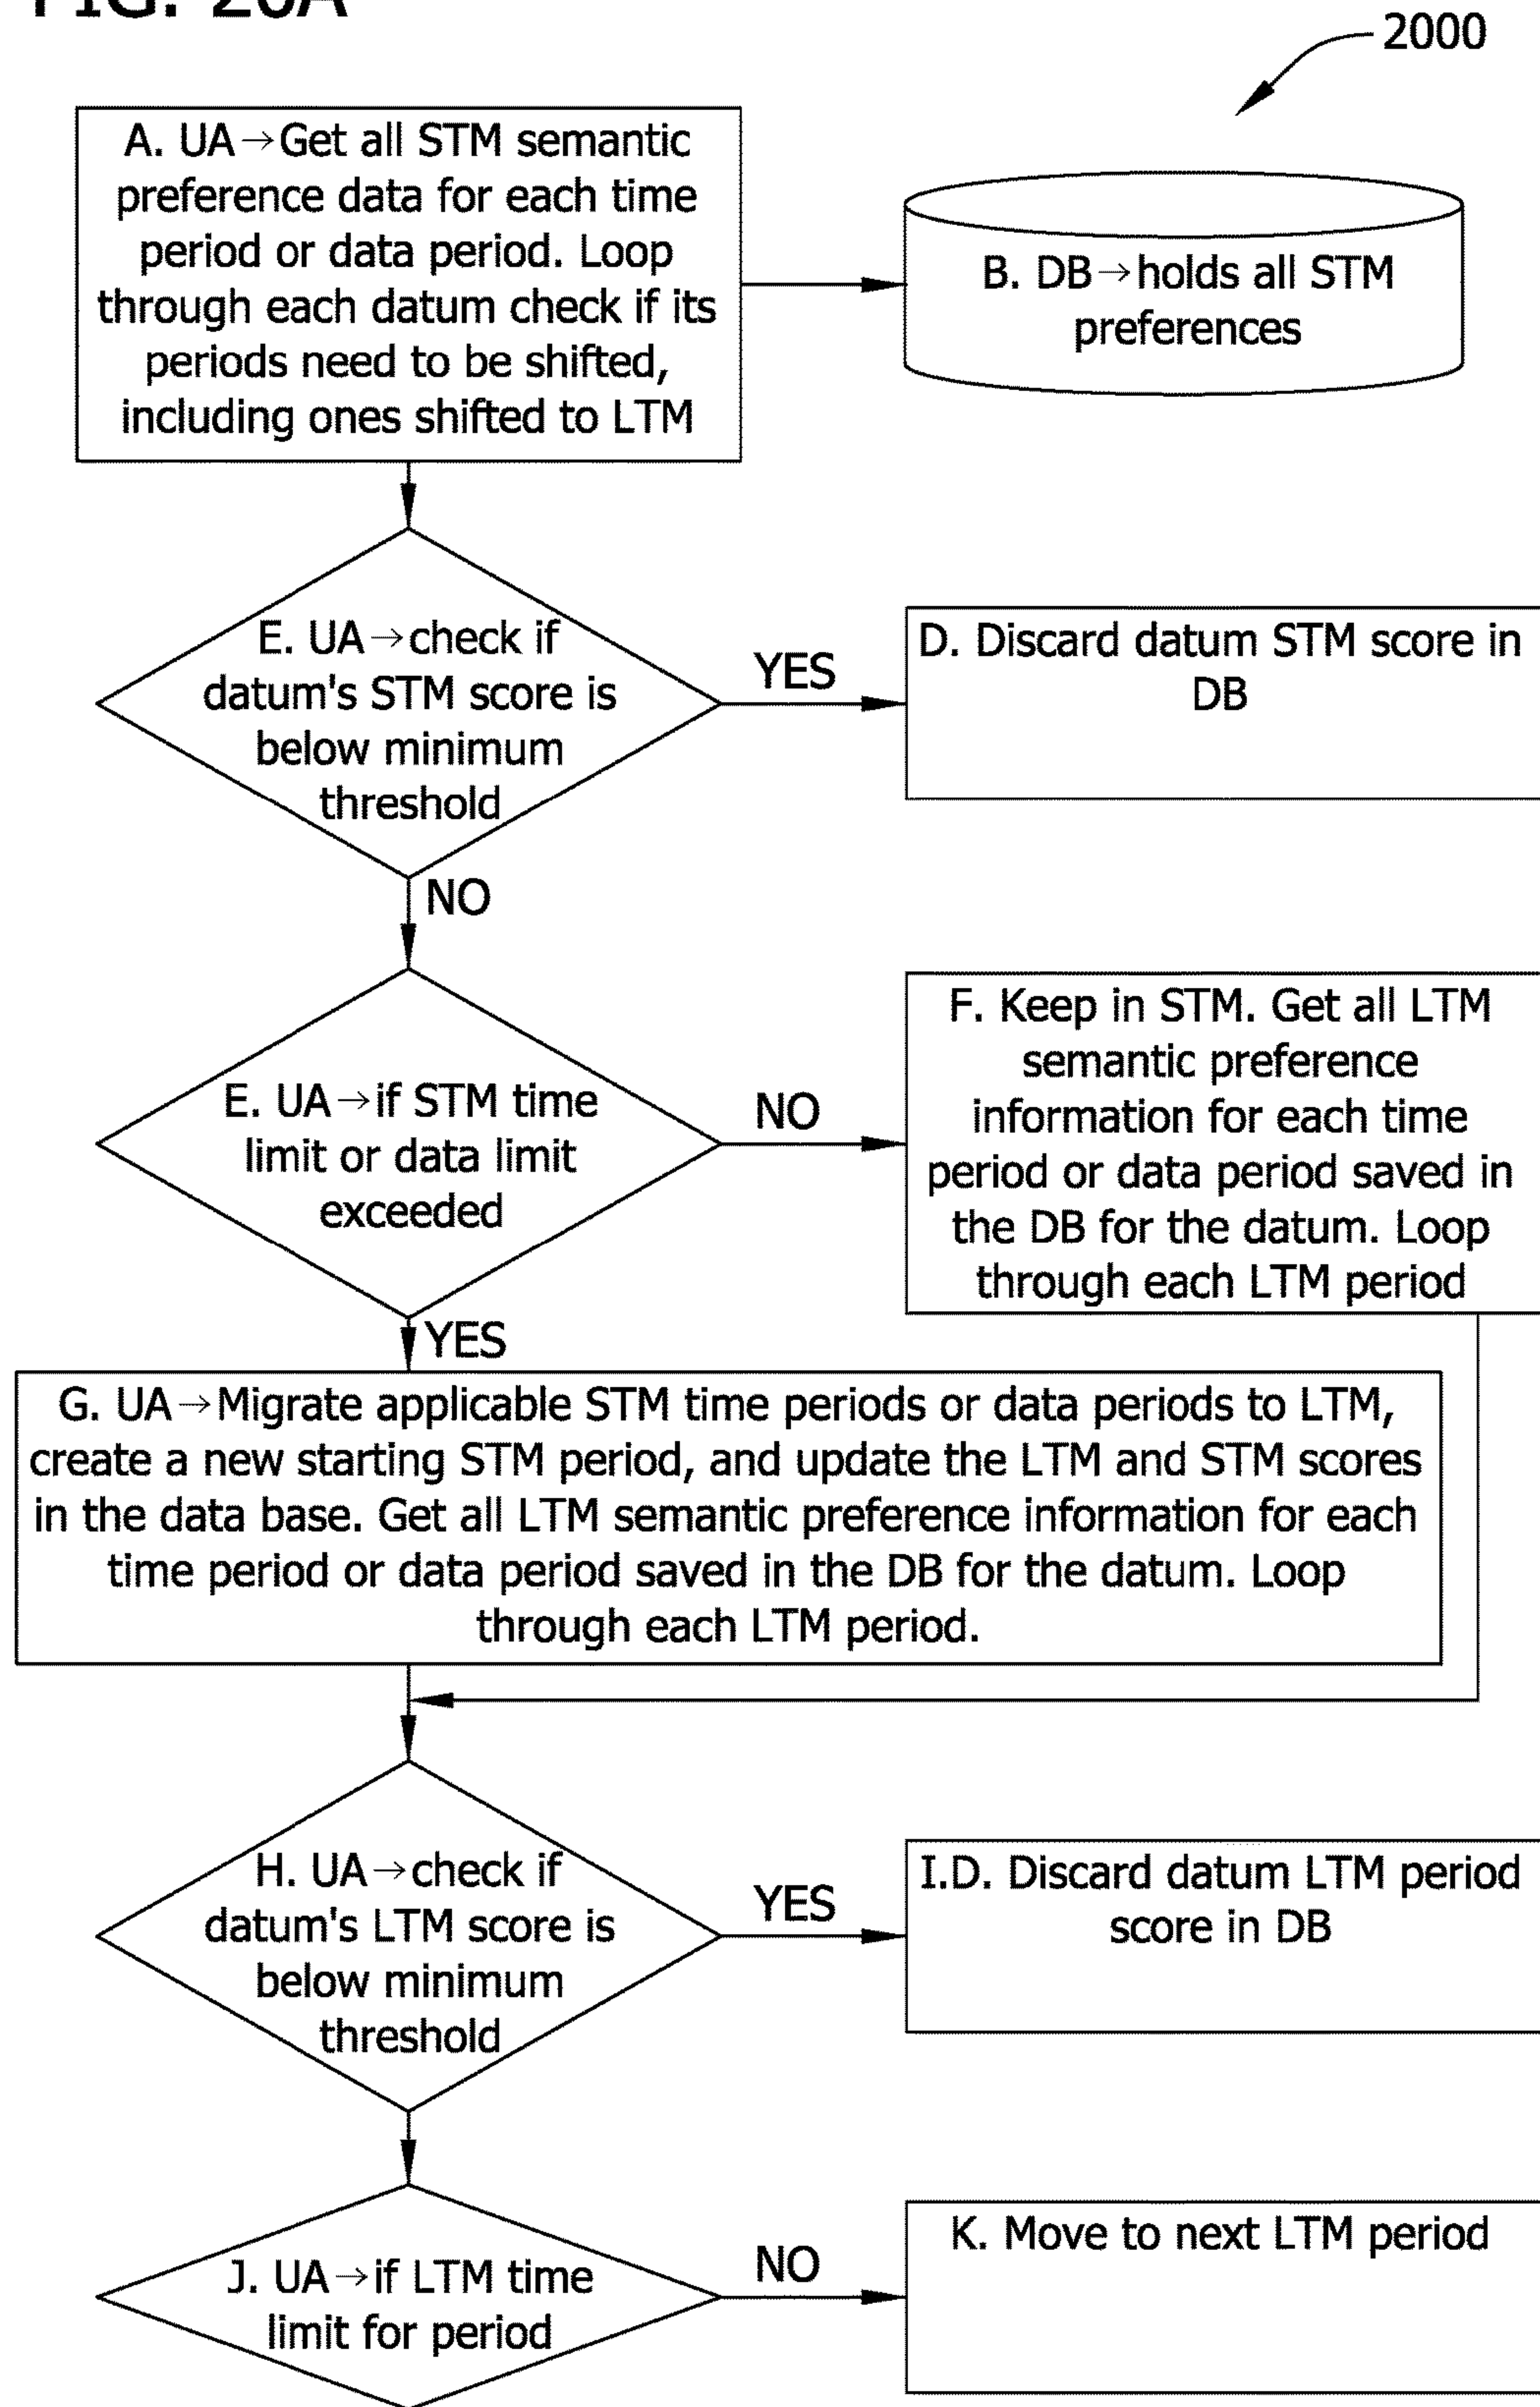 FIG. 20A
2000
A. UA→Get all STM semantic
preference data for each time
period or data period. Loop
through each datum check if its
periods need to be shifted,
including ones shifted to LTM
B. DB→holds all STM
preferences
E. UA→check if
datum's STM score is
below minimum
threshold
YES
D. Discard datum STM score in
DB
NO
E. UA→if STM time
limit or data limit
exceeded
NO
F. Keep in STM. Get all LTM
semantic preference
information for each time
period or data period saved in
the DB for the datum. Loop
through each LTM period
YES
G. UA→Migrate applicable STM time periods or data periods to LTM,
create a new starting STM period, and update the LTM and STM scores
in the data base. Get all LTM semantic preference information for each
time period or data period saved in the DB for the datum. Loop
through each LTM period.
H. UA→check if
datum's LTM score is
below minimum
threshold
YES
I.D. Discard datum LTM period
score in DB
J. UA→if LTM time
limit for period
NO
K. Move to next LTM period